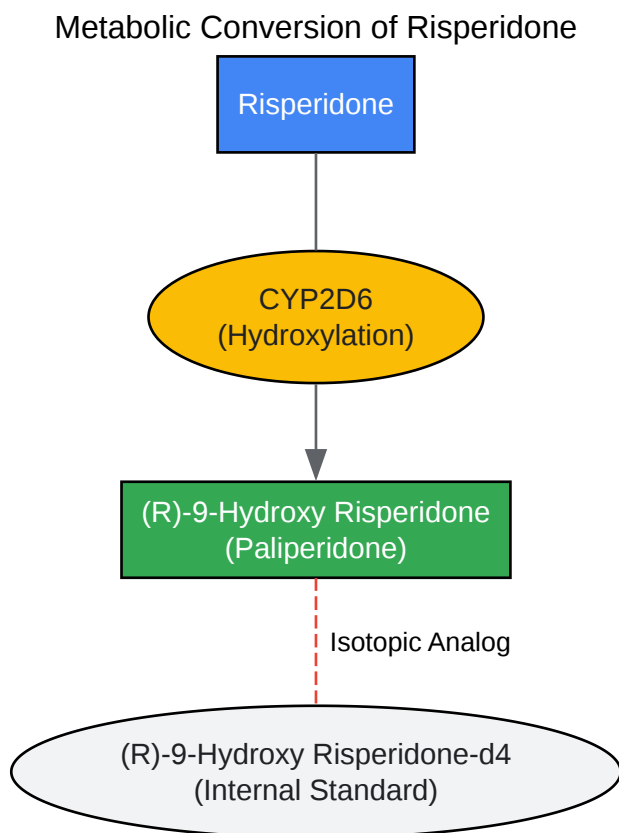 Metabolic Conversion of Risperidone
Risperidone
CYP2D6
(Hydroxylation)
(R)-9-Hydroxy Risperidone
(Paliperidone)
Isotopic Analog
(R)-9-Hydroxy Risperidone-d4
(Internal Standard)